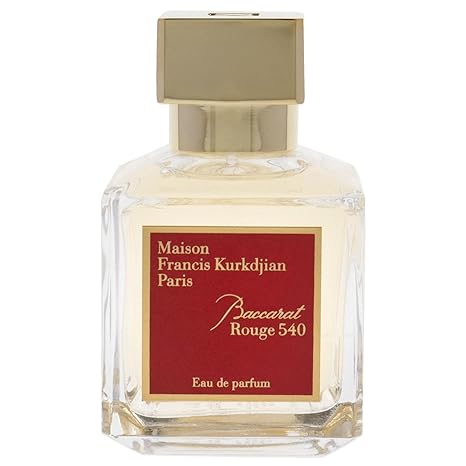 Maison
Francis Kurkdjian
Paris
Baccarat
Rouge 540
Eau de parfum